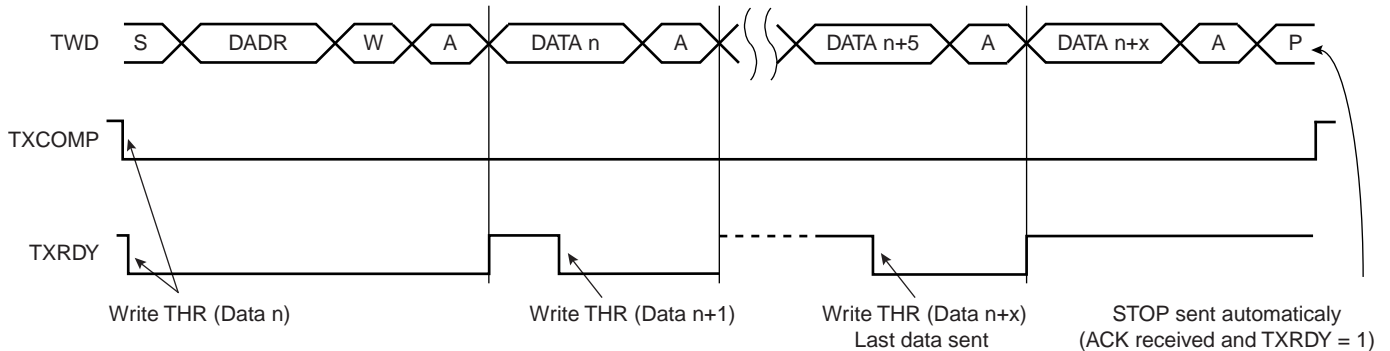 TWD S DADR W A DATA n A DATA n+5 A DATA n+x A P
TXCOMP
TXRDY
Write THR (Data n)
Write THR (Data n+1)
Write THR (Data n+x)
Last data sent
STOP sent automaticaly
(ACK received and TXRDY = 1)